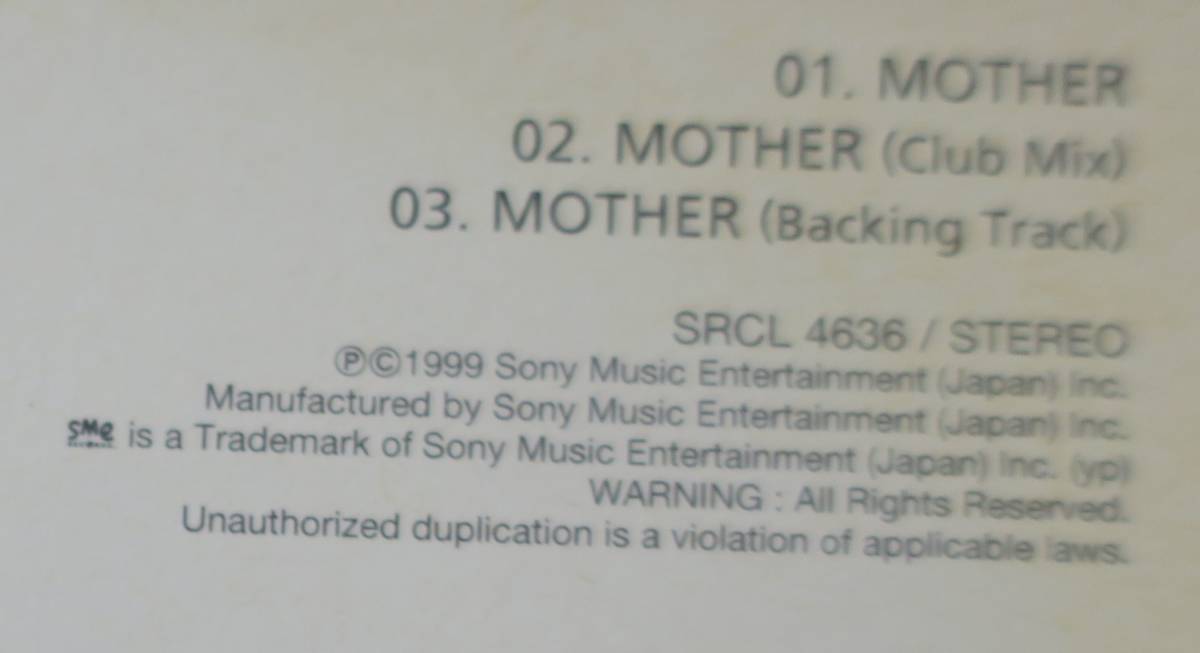 01. MOTHER
02. MOTHER (Club Mix)
03. MOTHER (Backing Track)
SRCL 4636 / STEREO
℗©1999 Sony Music Entertainment (Japan) Inc.
Manufactured by Sony Music Entertainment (Japan) Inc.
SMe is a Trademark of Sony Music Entertainment (Japan) Inc. (yp)
WARNING : All Rights Reserved.
Unauthorized duplication is a violation of applicable laws.